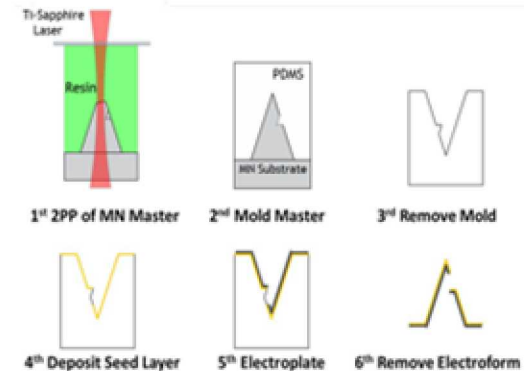 Ti-Sapphire
Laser
Resin
PDMS
MN Substrate
1st 2PP of MN Master
2nd Mold Master
3rd Remove Mold
4th Deposit Seed Layer
5th Electroplate
6th Remove Electroform